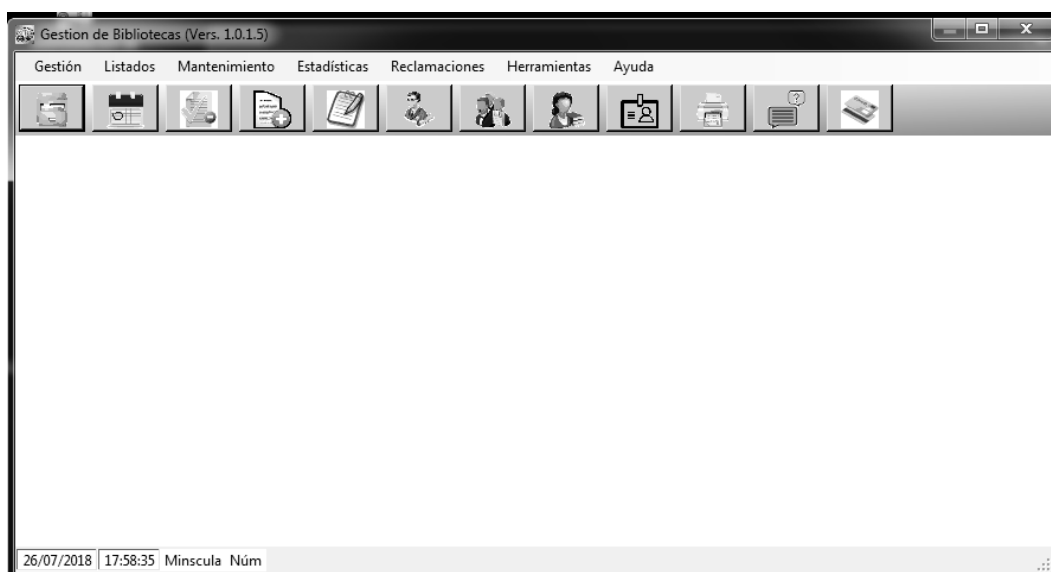 Gestion de Bibliotecas (Vers. 1.0.1.5)
Gestión Listados Mantenimiento Estadísticas Reclamaciones Herramientas Ayuda
26/07/2018 17:58:35 Minscula Núm